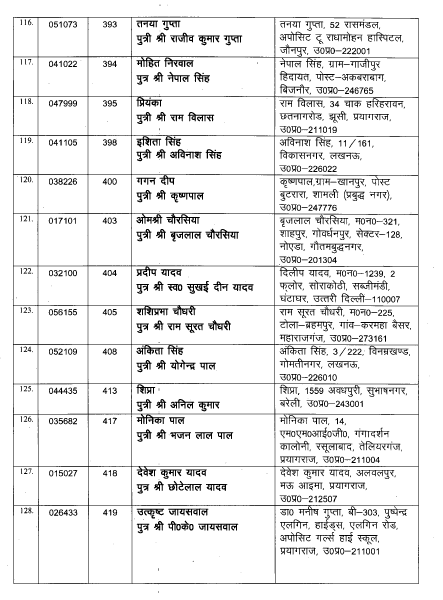 116. 051073 393 तनया गुप्ता तनया गुप्ता, 52 रासमंडल,
पुत्री श्री राजीव कुमार गुप्ता अपोसिट टू राधामोहन हास्पिटल,
जौनपुर, उ0प्र0-222001
117. 041022 394 मोहित निरवाल नेपाल सिंह, ग्राम-गाजीपुर
पुत्र श्री नेपाल सिंह हिदायत, पोस्ट-अकबराबाग,
बिजनौर, उ0प्र0-246765
118. 047999 395 प्रियंका राम विलास, 34 चाक हरिहरावन,
पुत्री श्री राम विलास छतनागरोड, झूसी, प्रयागराज,
उ0प्र0-211019
119. 041105 398 इशिता सिंह अविनाश सिंह, 11/161,
पुत्री श्री अविनाश सिंह विकासनगर, लखनऊ,
उ0प्र0-226022
120. 038226 400 गगन दीप कृष्णपाल,ग्राम-खानपुर, पोस्ट
पुत्र श्री कृष्णपाल बुटरारा, शामली (प्रबुद्ध नगर),
उ0प्र0-247776
121. 017101 403 ओमश्री चौरसिया बृजलाल चौरसिया, म0न0-321,
पुत्री श्री बृजलाल चौरसिया शाहपुर, गोवर्धनपुर, सेक्टर-128,
नोएडा, गौतमबुद्धनगर,
उ0प्र0-201304
122. 032100 404 प्रदीप यादव दिलीप यादव, म0न0-1239, 2
पुत्र श्री स्व0 सुखई दीन यादव फ्लोर, सोराकोठी, सब्जीमंडी,
घंटाघर, उत्तरी दिल्ली-110007
123. 056155 405 शशिप्रभा चौधरी राम सूरत चौधरी, म0न0-225,
पुत्री श्री राम सूरत चौधरी टोला-ब्रहमपुर, गांव-करमहा बैसर,
महाराजगंज, उ0प्र0-273161
124. 052109 408 अंकिता सिंह अंकिता सिंह, 3/222, विनम्रखण्ड,
पुत्री श्री योगेन्द्र पाल गोमतीनगर, लखनऊ,
उ0प्र0-226010
125. 044435 413 शिप्रा शिप्रा, 1559 अवधपुरी, सुभाषनगर,
पुत्री श्री अनिल कुमार बरेली, उ0प्र0-243001
126. 035682 417 मोनिका पाल मोनिका पाल, 14,
पुत्री श्री भजन लाल पाल एम0एम0आई0जी0, गंगादर्शन
कालोनी, रसूलाबाद, तेलियरगंज,
प्रयागराज, उ0प्र0-211004
127. 015027 418 देवेश कुमार यादव देवेश कुमार यादव, अलवलपुर,
पुत्र श्री छोटेलाल यादव मऊ आइमा, प्रयागराज,
उ0प्र0-212507
128. 026433 419 उत्कृष्ट जायसवाल डा0 मनीष गुप्ता, बी-303, पुष्पेन्द्र
पुत्र श्री पी0के0 जायसवाल एलगिन, हाईड्स, एलगिन रोड,
अपोसिट गर्ल्स हाई स्कूल,
प्रयागराज, उ0प्र0-211001